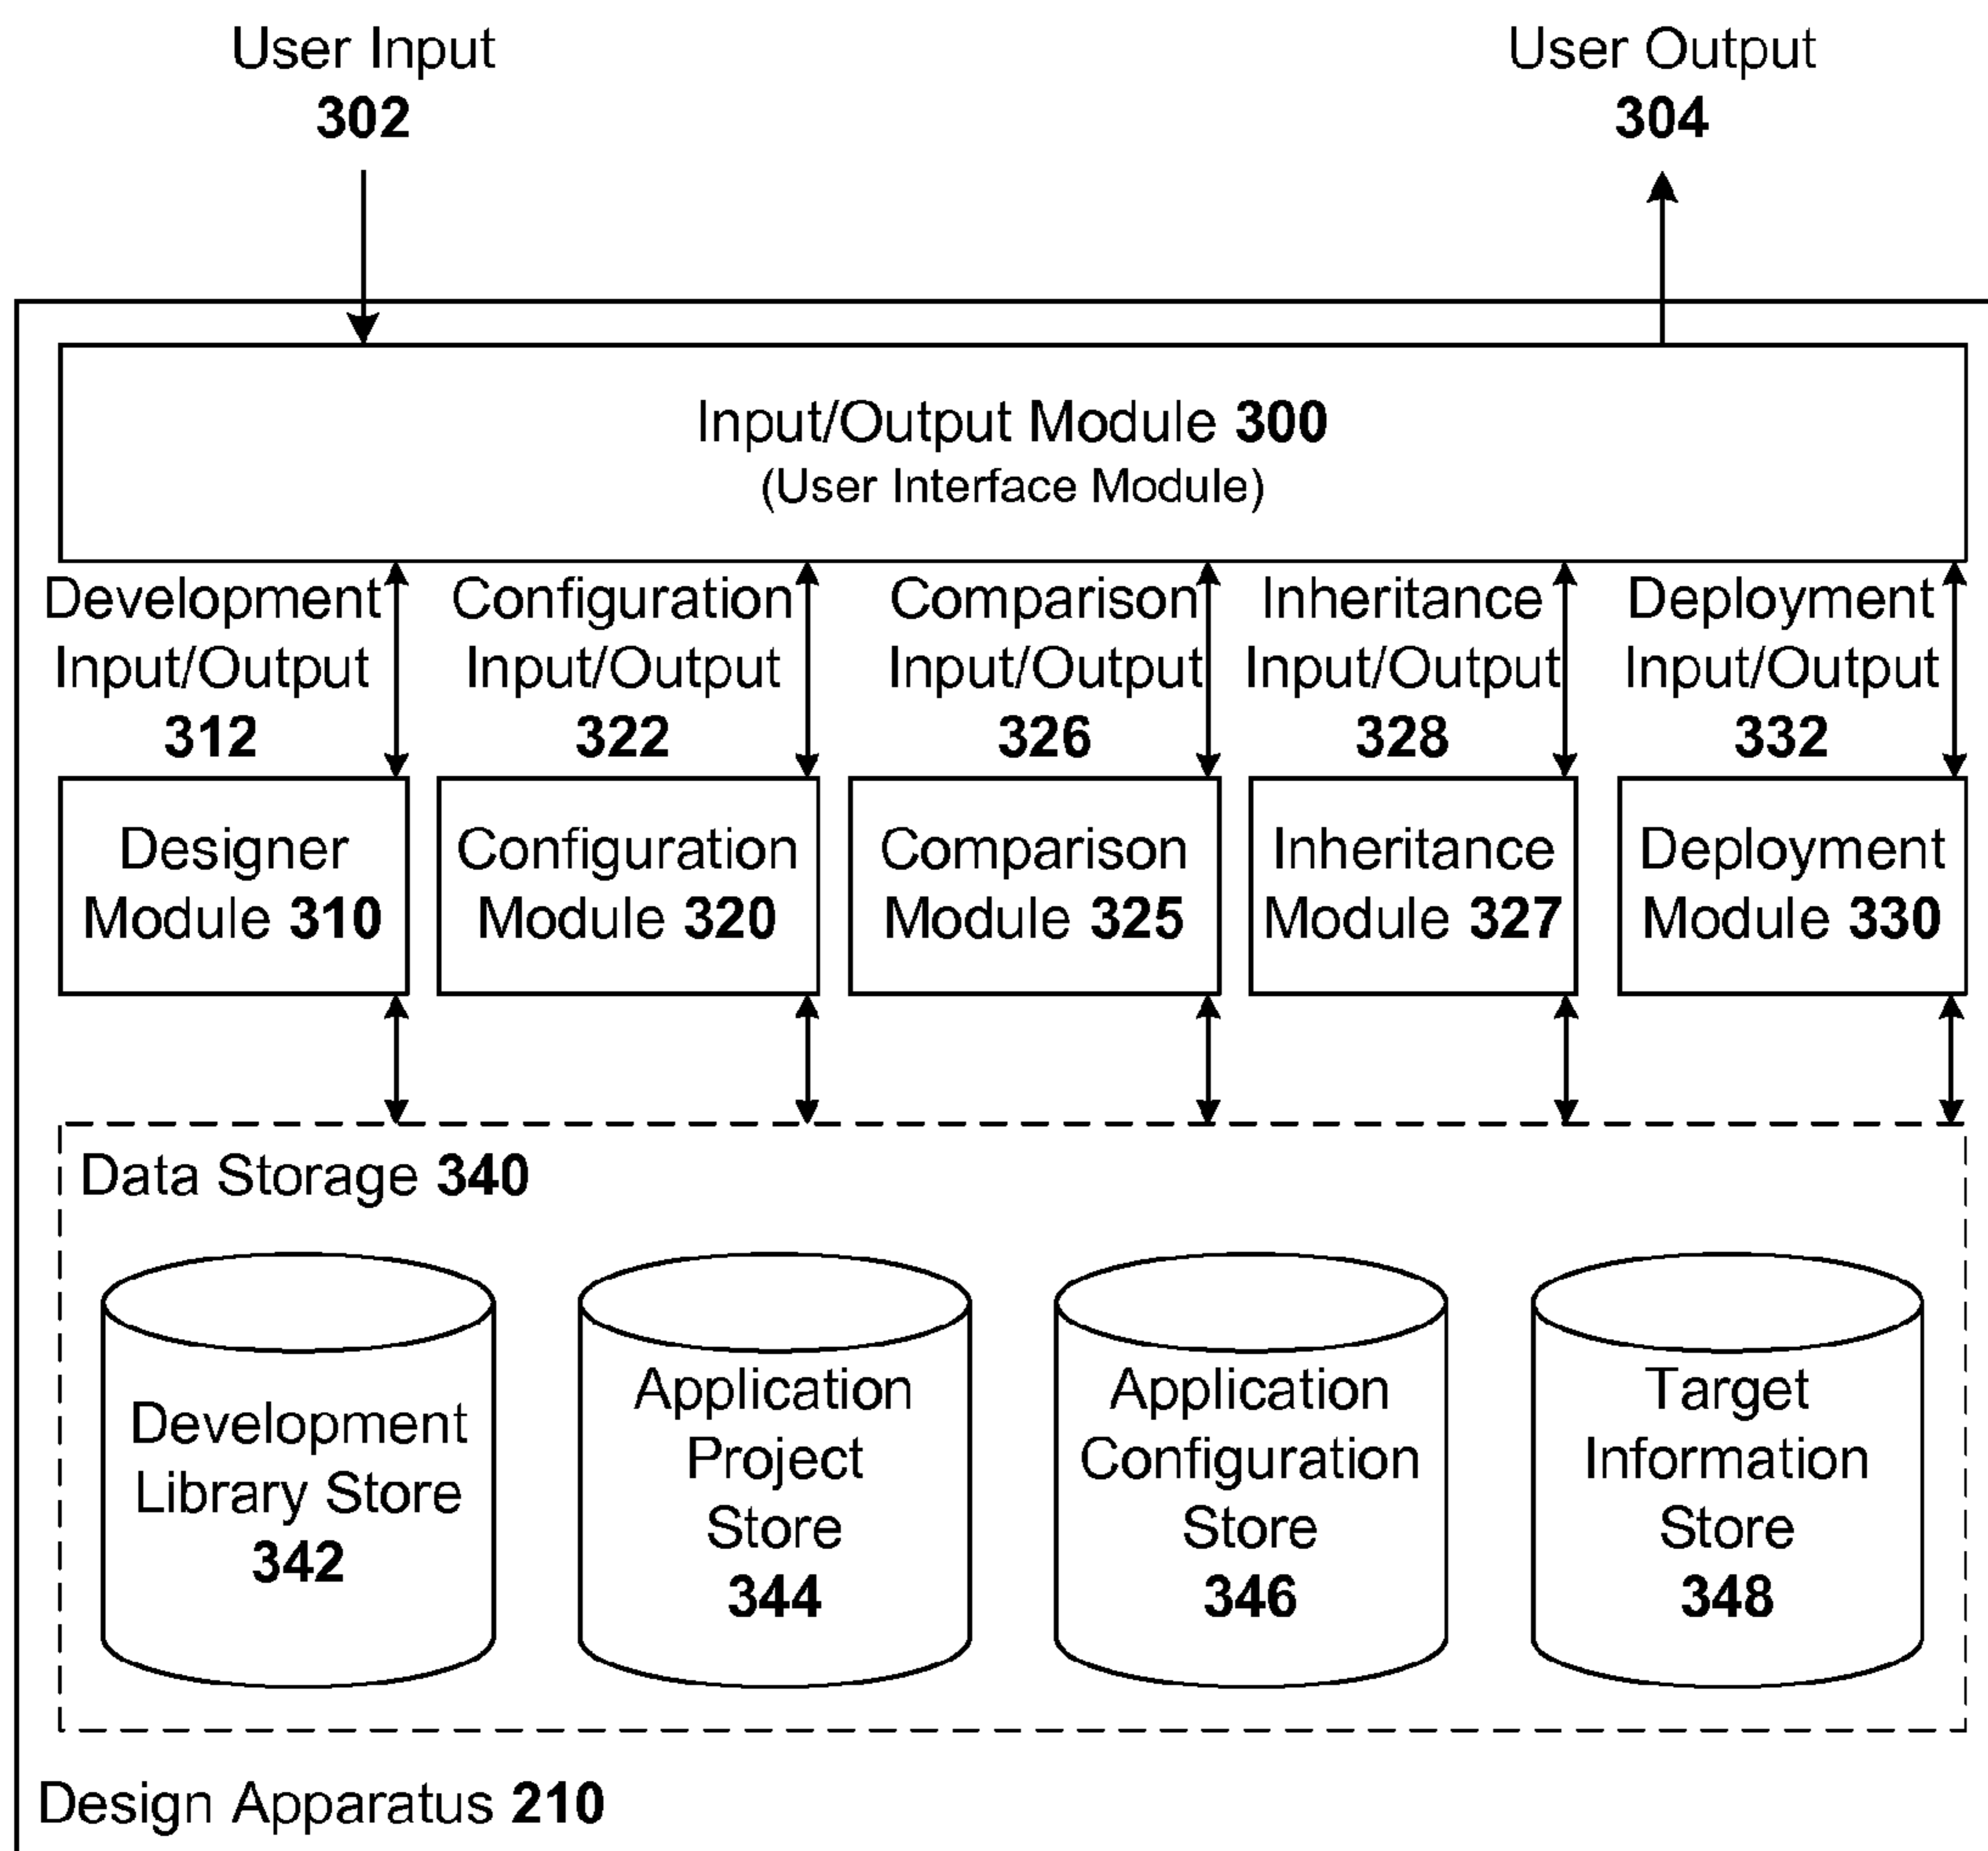 User Input
302
User Output
304
Input/Output Module 300
(User Interface Module)
Development
Input/Output
312
Configuration
Input/Output
322
Comparison
Input/Output
326
Inheritance
Input/Output
328
Deployment
Input/Output
332
Designer
Module 310
Configuration
Module 320
Comparison
Module 325
Inheritance
Module 327
Deployment
Module 330
Data Storage 340
Development
Library Store
342
Application
Project
Store
344
Application
Configuration
Store
346
Target
Information
Store
348
Design Apparatus 210